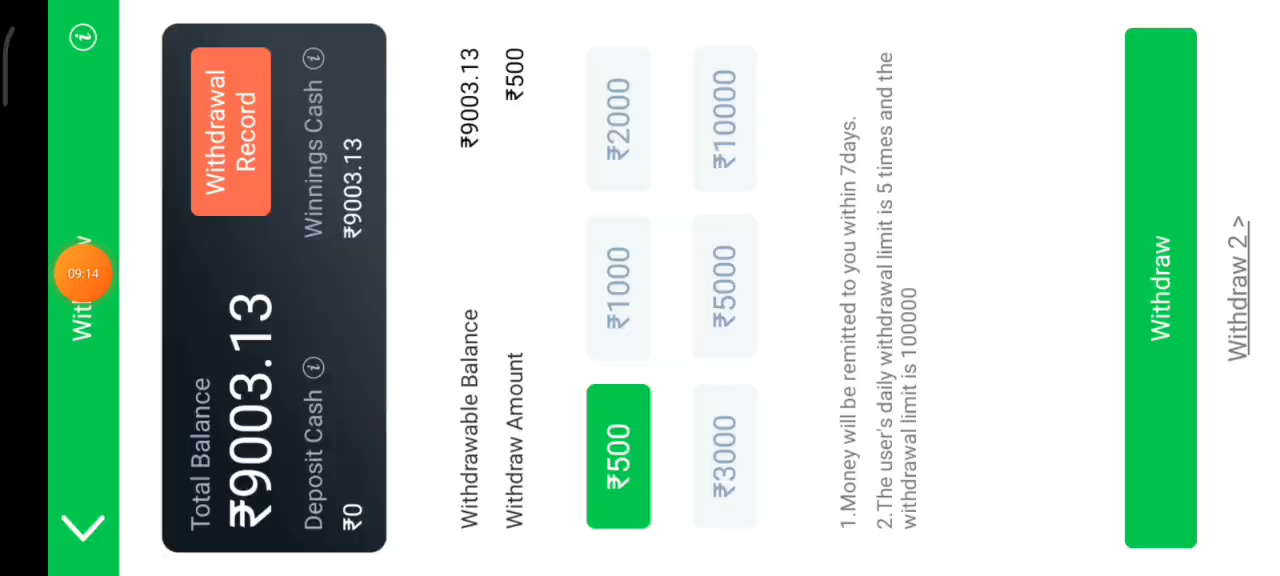 Wit w
09:14
Total Balance
₹9003.13
Withdrawal
Record
Deposit Cash
Winnings Cash
₹0
₹9003.13
Withdrawable Balance ₹9003.13
Withdraw Amount ₹500
₹500 ₹1000 ₹2000
₹3000 ₹5000 ₹10000
1.Money will be remitted to you within 7days.
2.The user's daily withdrawal limit is 5 times and the
withdrawal limit is 100000
Withdraw
Withdraw 2 >